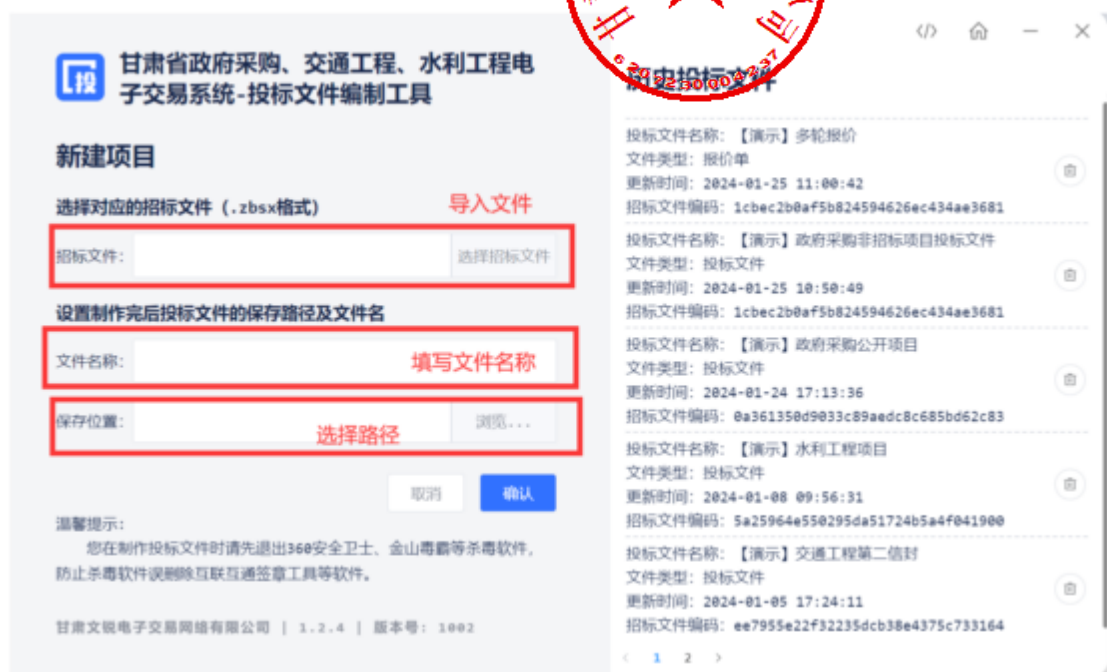 甘肃省政府采购、交通工程、水利工程电
子交易系统-投标文件编制工具
新建项目
选择对应的招标文件（.zbsx格式）
导入文件
招标文件：
选择招标文件
设置制作完后投标文件的保存路径及文件名
文件名称：
填写文件名称
保存位置：
选择路径
浏览...
取消
确认
温馨提示：
您在制作投标文件时请先退出360安全卫士、金山毒霸等杀毒软件，
防止杀毒软件误删除互联互通签章工具等软件。
甘肃文锐电子交易网络有限公司 | 1.2.4 | 版本号: 1002
历史投标文件
投标文件名称：【演示】多轮报价
文件类型：报价单
更新时间：2024-01-25 11:00:42
招标文件编码：1cbec2b0af5b824594626ec434ae3681
投标文件名称：【演示】政府采购非招标项目投标文件
文件类型：投标文件
更新时间：2024-01-25 10:50:49
招标文件编码：1cbec2b0af5b824594626ec434ae3681
投标文件名称：【演示】政府采购公开项目
文件类型：投标文件
更新时间：2024-01-24 17:13:36
招标文件编码：0a361350d9033c89aedc8c685bd62c83
投标文件名称：【演示】水利工程项目
文件类型：投标文件
更新时间：2024-01-08 09:56:31
招标文件编码：5a25964e550295da51724b5a4f041900
投标文件名称：【演示】交通工程第二信封
文件类型：投标文件
更新时间：2024-01-05 17:24:11
招标文件编码：ee7955e22f32235dcb38e4375c733164
1 2